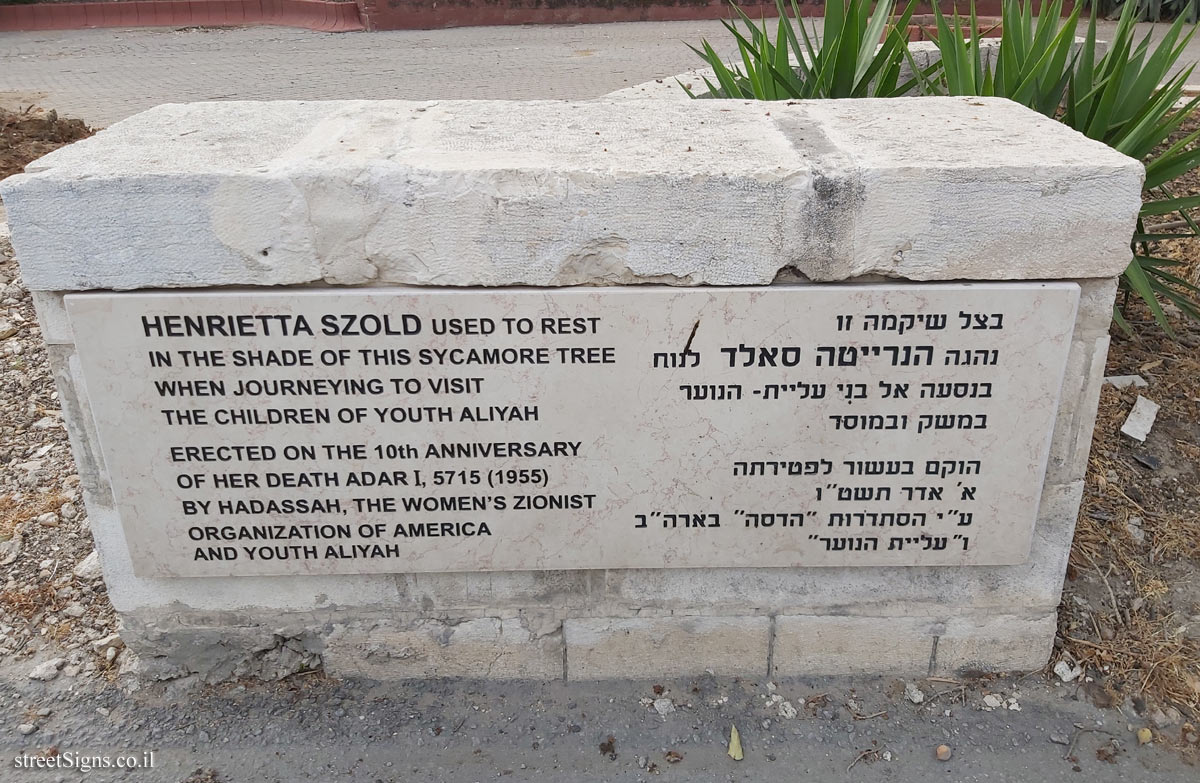 HENRIETTA SZOLD USED TO REST
IN THE SHADE OF THIS SYCAMORE TREE
WHEN JOURNEYING TO VISIT
THE CHILDREN OF YOUTH ALIYAH
ERECTED ON THE 10th ANNIVERSARY
OF HER DEATH ADAR I, 5715 (1955)
BY HADASSAH, THE WOMEN'S ZIONIST
ORGANIZATION OF AMERICA
AND YOUTH ALIYAH
בצל שיקמה זו
נהגה הנרייטה סאלד לנוח
בנסעה אל בני עליית- הנוער
במשק ובמוסד
הוקם בעשור לפטירתה
א' אדר תשט"ו
ע"י הסתדרות "הדסה" בארה"ב
ו"עליית הנוער"
streetSigns.co.il